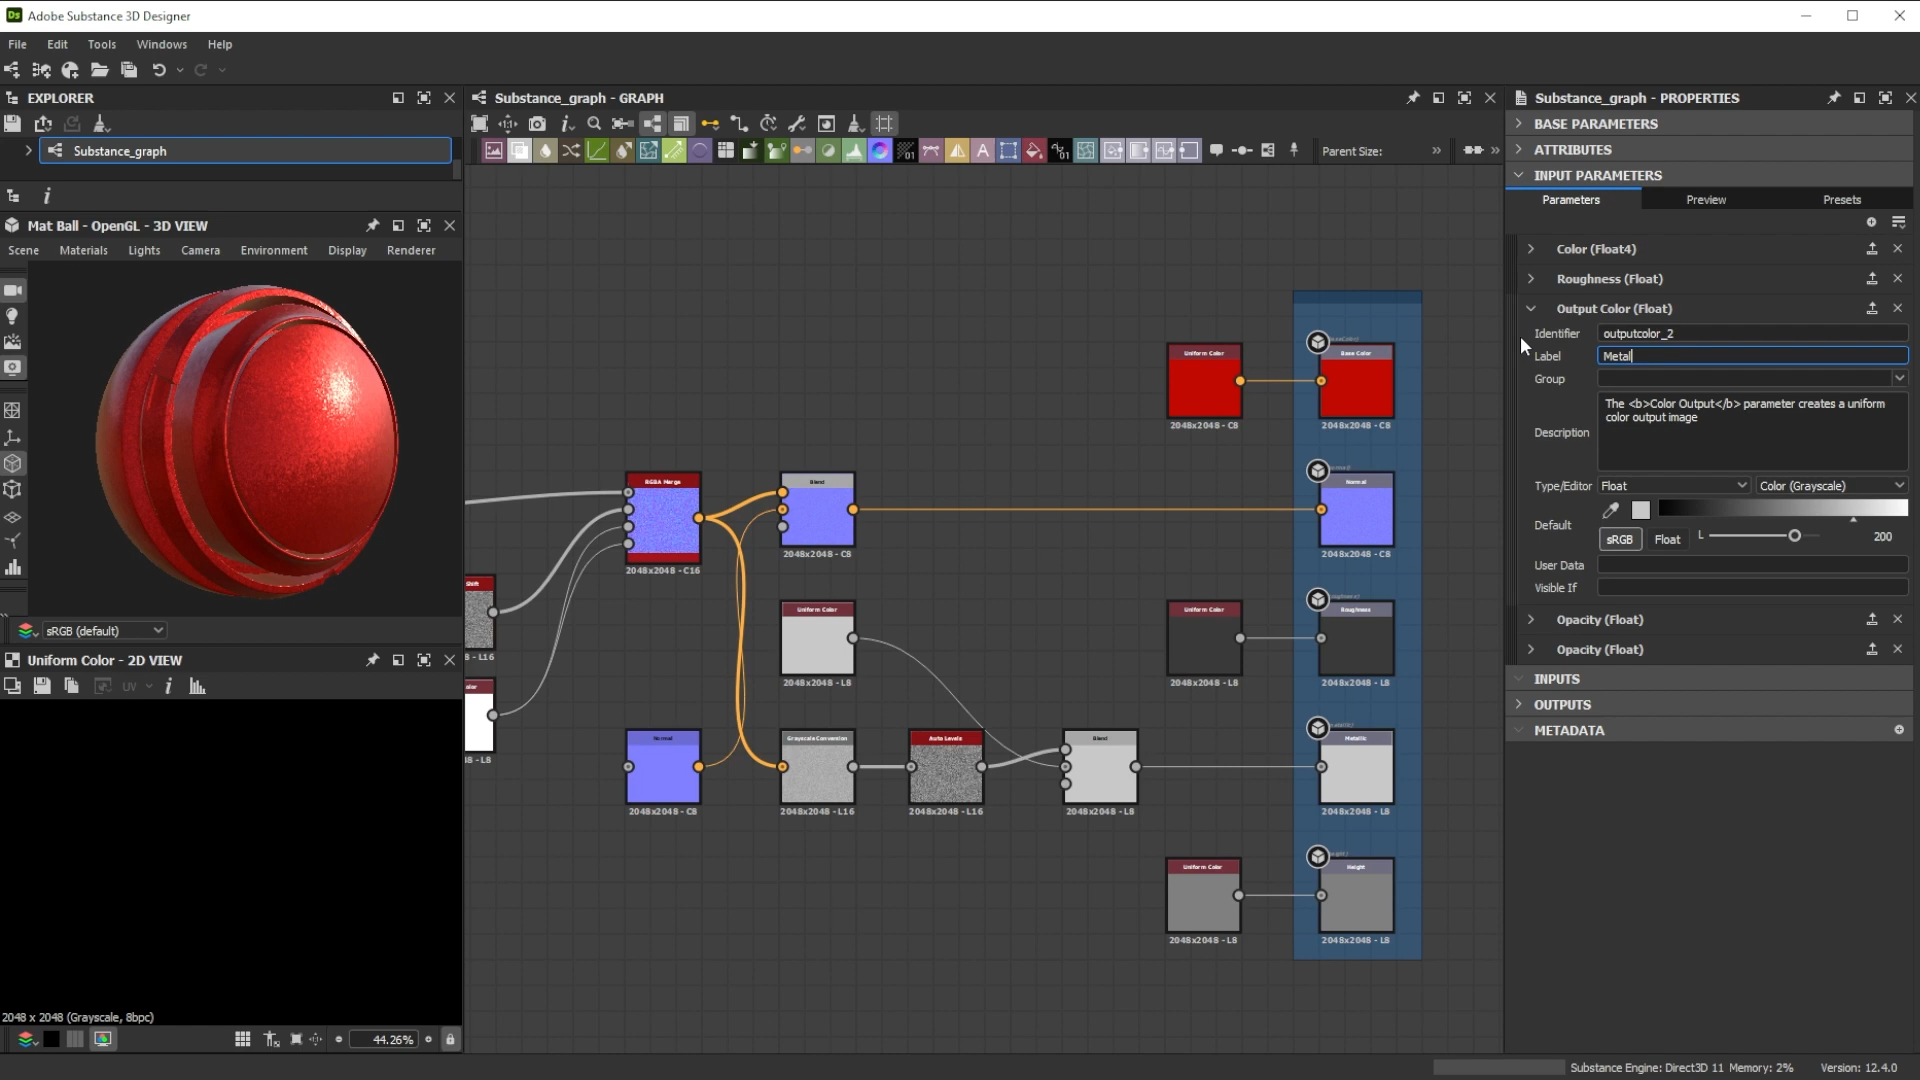 Adobe Substance 3D Designer
File Edit Tools Windows Help
EXPLORER
Substance_graph
Mat Ball - OpenGL - 3D VIEW
Scene Materials Lights Camera Environment Display Renderer
sRGB (default)
Uniform Color - 2D VIEW
UV
2048 x 2048 (Grayscale, 8bpc)
44.26%
Substance_graph - GRAPH
Parent Size:
Uniform Color
2048x2048 - C8
Base Color
2048x2048 - C8
RGBA Merge
2048x2048 - C16
Blend
2048x2048 - C8
Normal
2048x2048 - C8
Shift
8 - L16
Uniform Color
2048x2048 - L8
Uniform Color
2048x2048 - L8
Roughness
2048x2048 - L8
olor
48 - L8
Normal
2048x2048 - C8
Grayscale Conversion
2048x2048 - L16
Auto Levels
2048x2048 - L16
Blend
2048x2048 - L8
Metallic
2048x2048 - L8
Uniform Color
2048x2048 - L8
Height
2048x2048 - L8
Substance_graph - PROPERTIES
BASE PARAMETERS
ATTRIBUTES
INPUT PARAMETERS
Parameters Preview Presets
Color (Float4)
Roughness (Float)
Output Color (Float)
Identifier outputcolor_2
Label Metal
Group
Description The <b>Color Output</b> parameter creates a uniform
color output image
Type/Editor Float Color (Grayscale)
Default
sRGB Float L 200
User Data
Visible If
Opacity (Float)
Opacity (Float)
INPUTS
OUTPUTS
METADATA
Substance Engine: Direct3D 11 Memory: 2% Version: 12.4.0